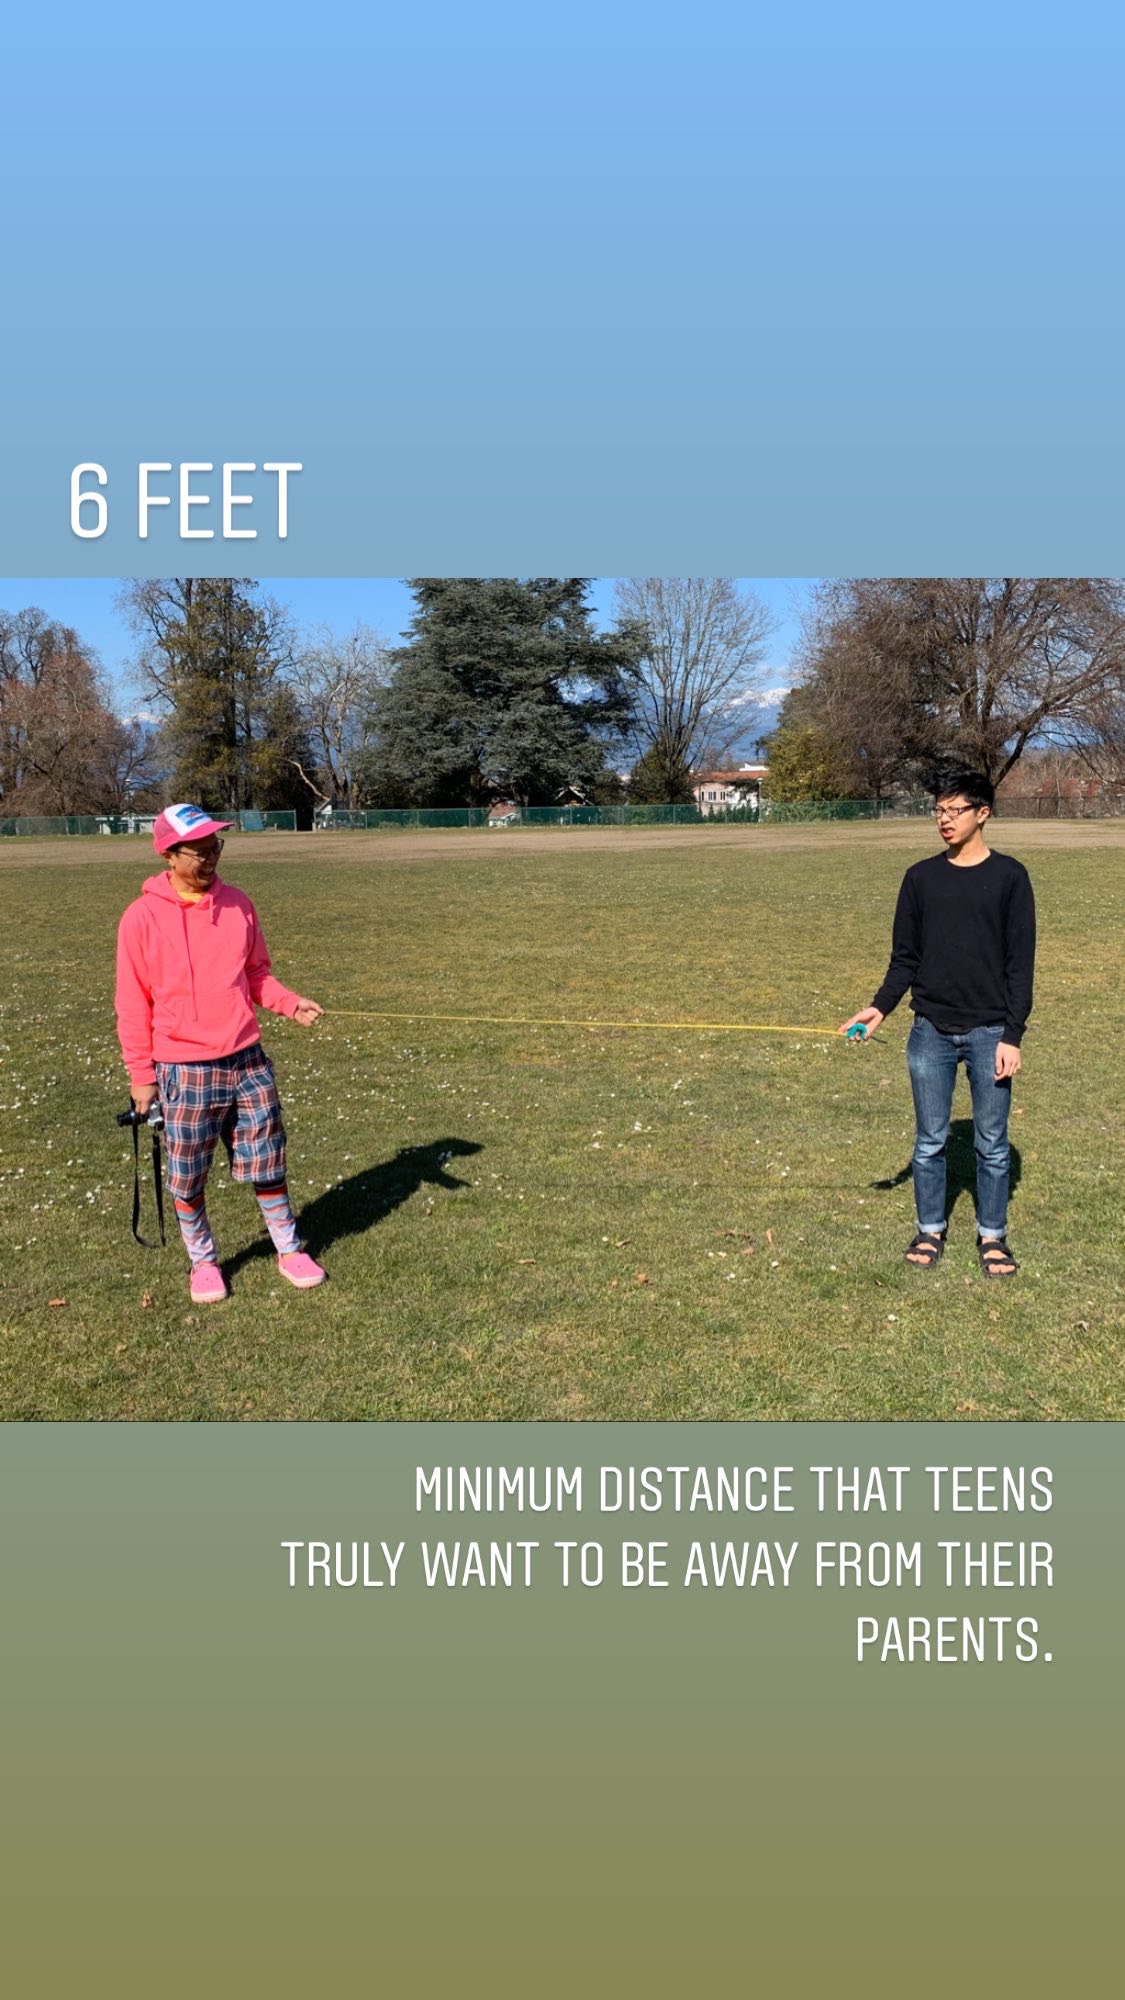 6 FEET
MINIMUM DISTANCE THAT TEENS
TRULY WANT TO BE AWAY FROM THEIR
PARENTS.